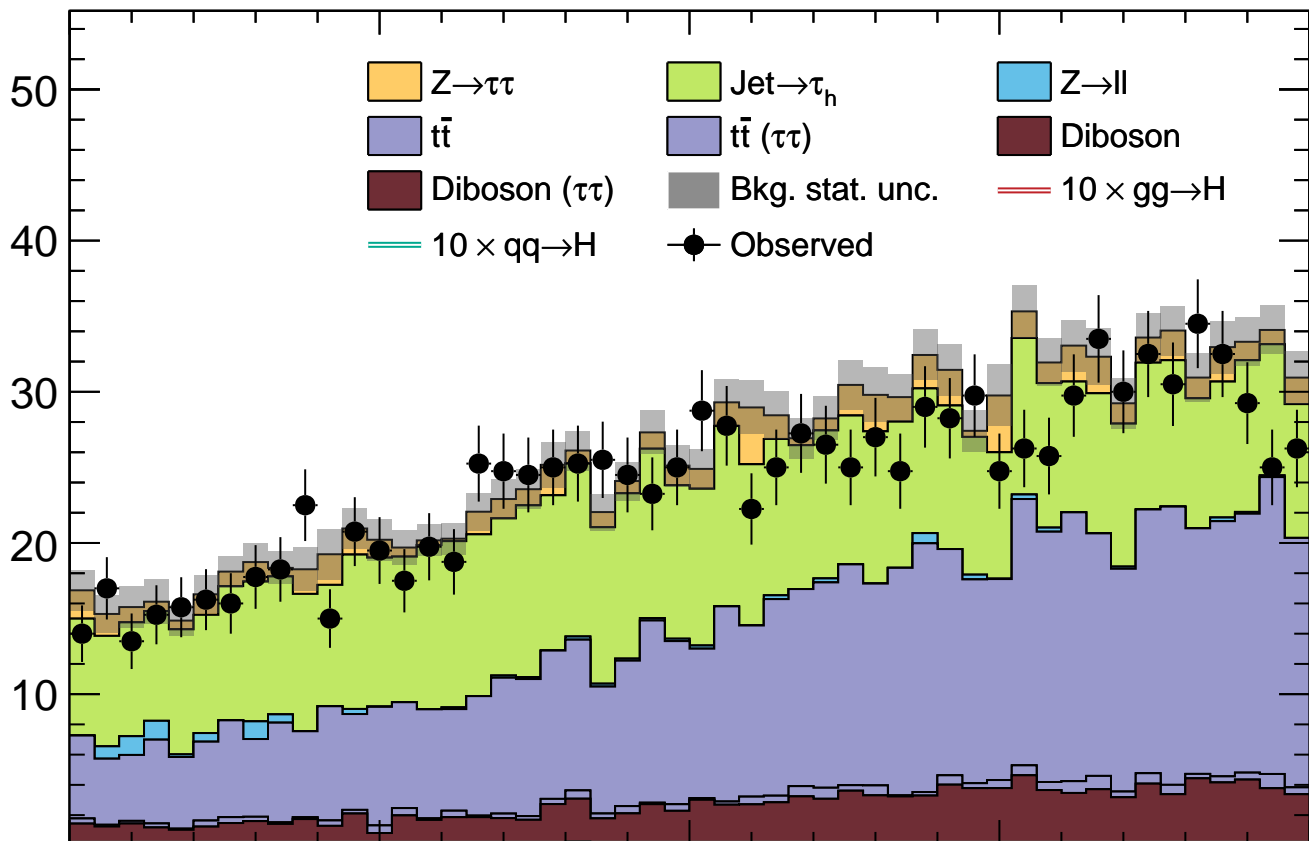 50
40
30
20
10
Z→ττ
Jet→τh
Z→ll
tt̄
tt̄ (ττ)
Diboson
Diboson (ττ)
Bkg. stat. unc.
10 × gg→H
10 × qq→H
Observed